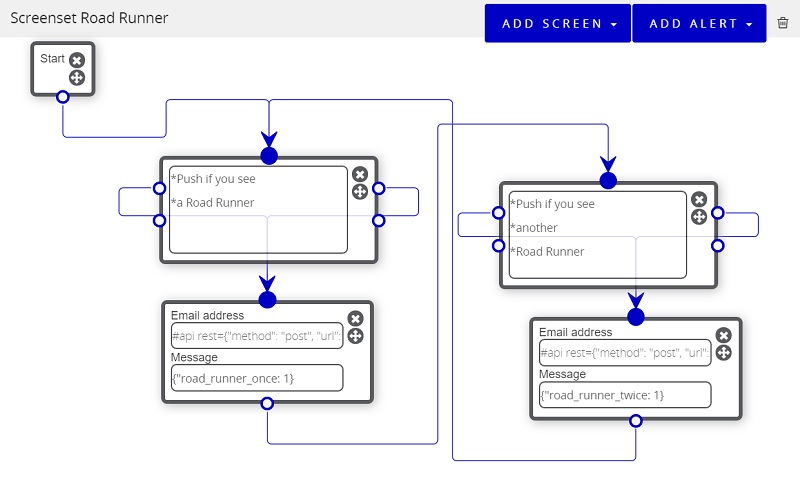 Screenset Road Runner
ADD SCREEN
ADD ALERT
Start
*Push if you see
*a Road Runner
*Push if you see
*another
*Road Runner
Email address
#api rest={"method": "post", "url":
Message
{"road_runner_once: 1}
Email address
#api rest={"method": "post", "url":
Message
{"road_runner_twice: 1}